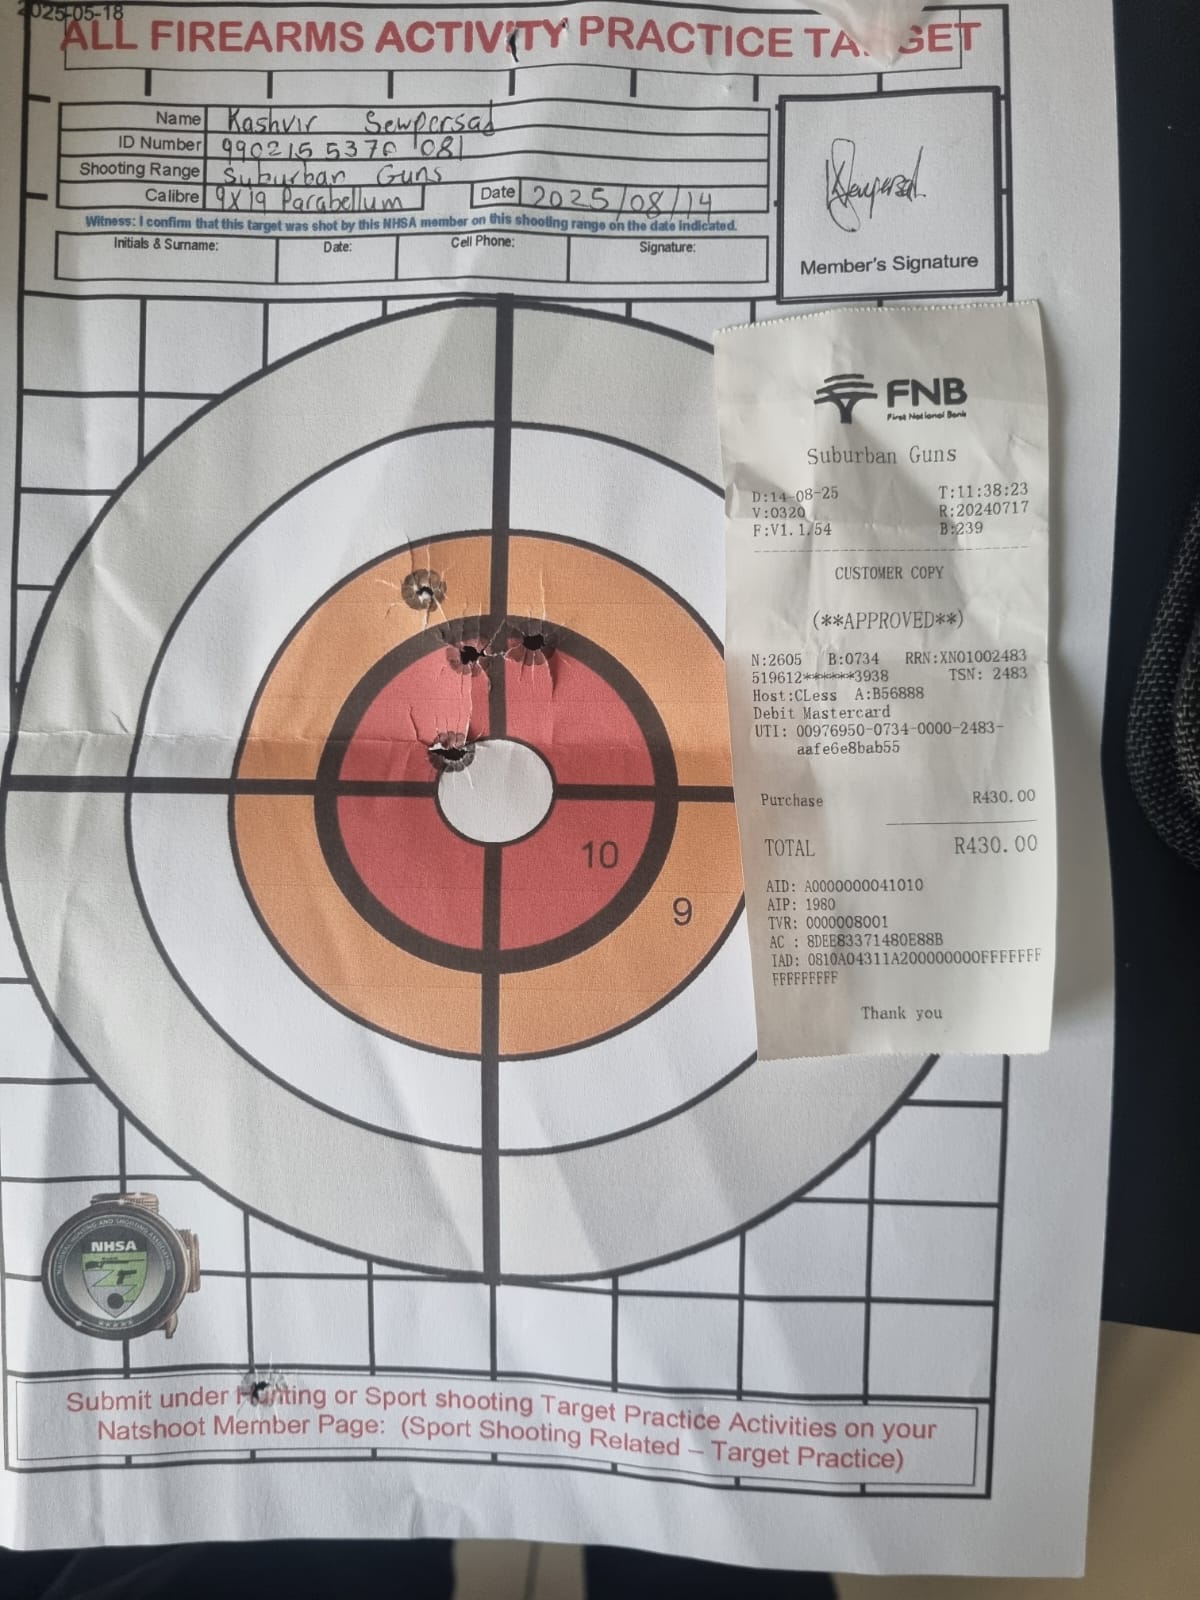 2025-05-18
ALL FIREARMS ACTIVITY PRACTICE TA GET
Name Kashvir Sewpersad
ID Number 990215 5370 081
Shooting Range Suburban Guns
Calibre 9X19 Parabellum Date 2025/08/14
Witness: I confirm that this target was shot by this NHSA member on this shooting range on the date indicated.
Initials & Surname: Date: Cell Phone: Signature:
Member's Signature
FNB
First National Bank
Suburban Guns
D:14-08-25 T:11:38:23
V:0320 R:20240717
F:V1.1.54 B:239
CUSTOMER COPY
(**APPROVED**)
N:2605 B:0734 RRN:XN01002483
519612******3938 TSN: 2483
Host:CLess A:B56888
Debit Mastercard
UTI: 00976950-0734-0000-2483-
aafe6e8bab55
Purchase R430.00
TOTAL R430.00
AID: A0000000041010
AIP: 1980
TVR: 0000008001
AC : 8DEE83371480E88B
IAD: 0810A04311A200000000FFFFFFF
FFFFFFFFF
Thank you
10
9
NATIONAL HUNTING AND SHOOTING ASSOCIATION
NHSA
Submit under Hunting or Sport shooting Target Practice Activities on your
Natshoot Member Page: (Sport Shooting Related – Target Practice)